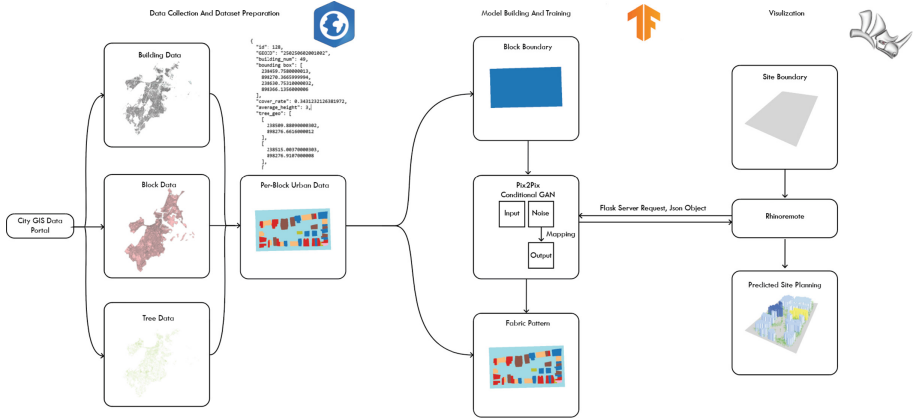 Data Collection And Dataset Preparation
Model Building And Training
Visulization
{
"id": 128,
"GEOID": "250250602001002",
"building_num": 49,
"bounding_box": [
238459.7580000013,
898270.3665999994,
238630.75310000032,
898366.1356000006
],
"cover_rate": 0.3431232126381972,
"average_height": 3,
"tree_geo": [
[
238509.88099000302,
898276.6616000012
],
[
238515.00370000303,
898276.9107000008
],
[
Building Data
Block Data
Tree Data
City GIS Data
Portal
Per-Block Urban Data
Block Boundary
Pix2Pix
Conditional GAN
Input
Noise
Mapping
Output
Fabric Pattern
Flask Server Request, Json Object
Site Boundary
Rhinoremote
Predicted Site Planning